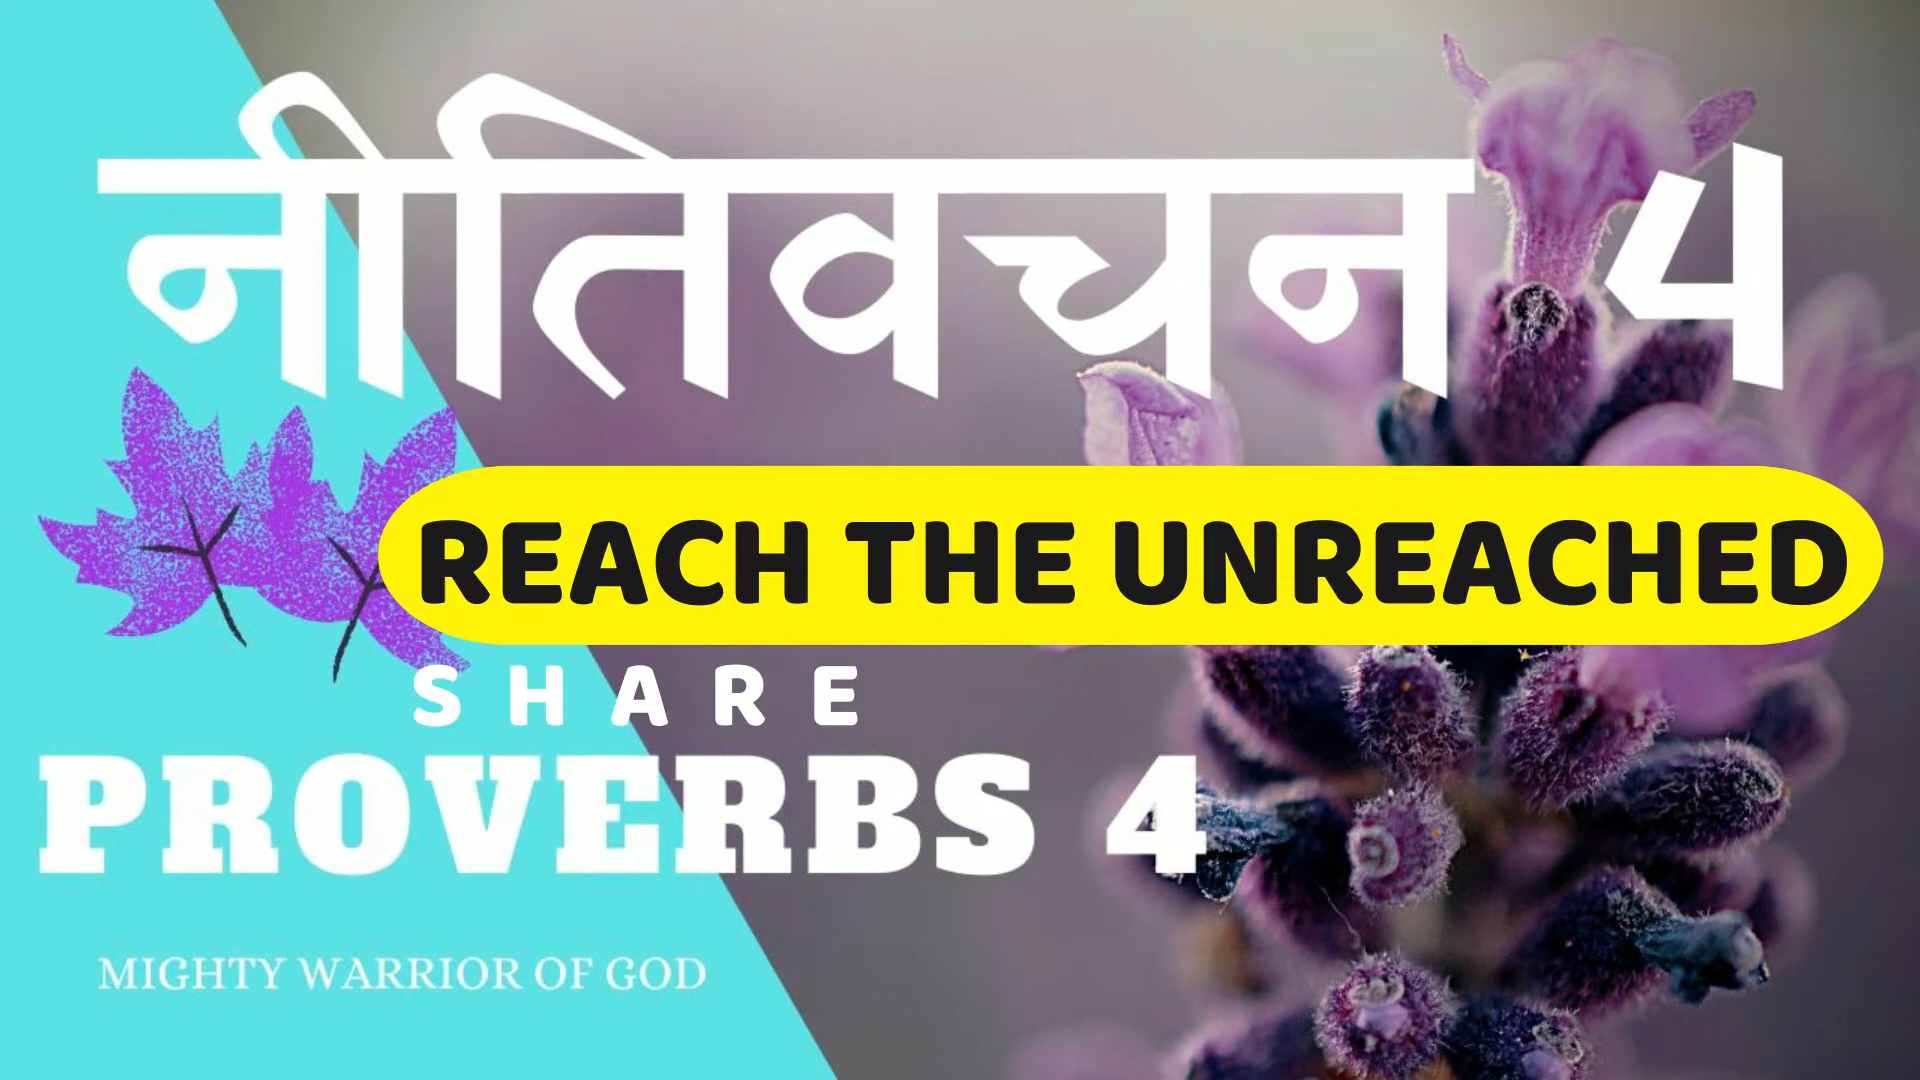 नीतिवचन 4
REACH THE UNREACHED
SHARE
PROVERBS 4
MIGHTY WARRIOR OF GOD